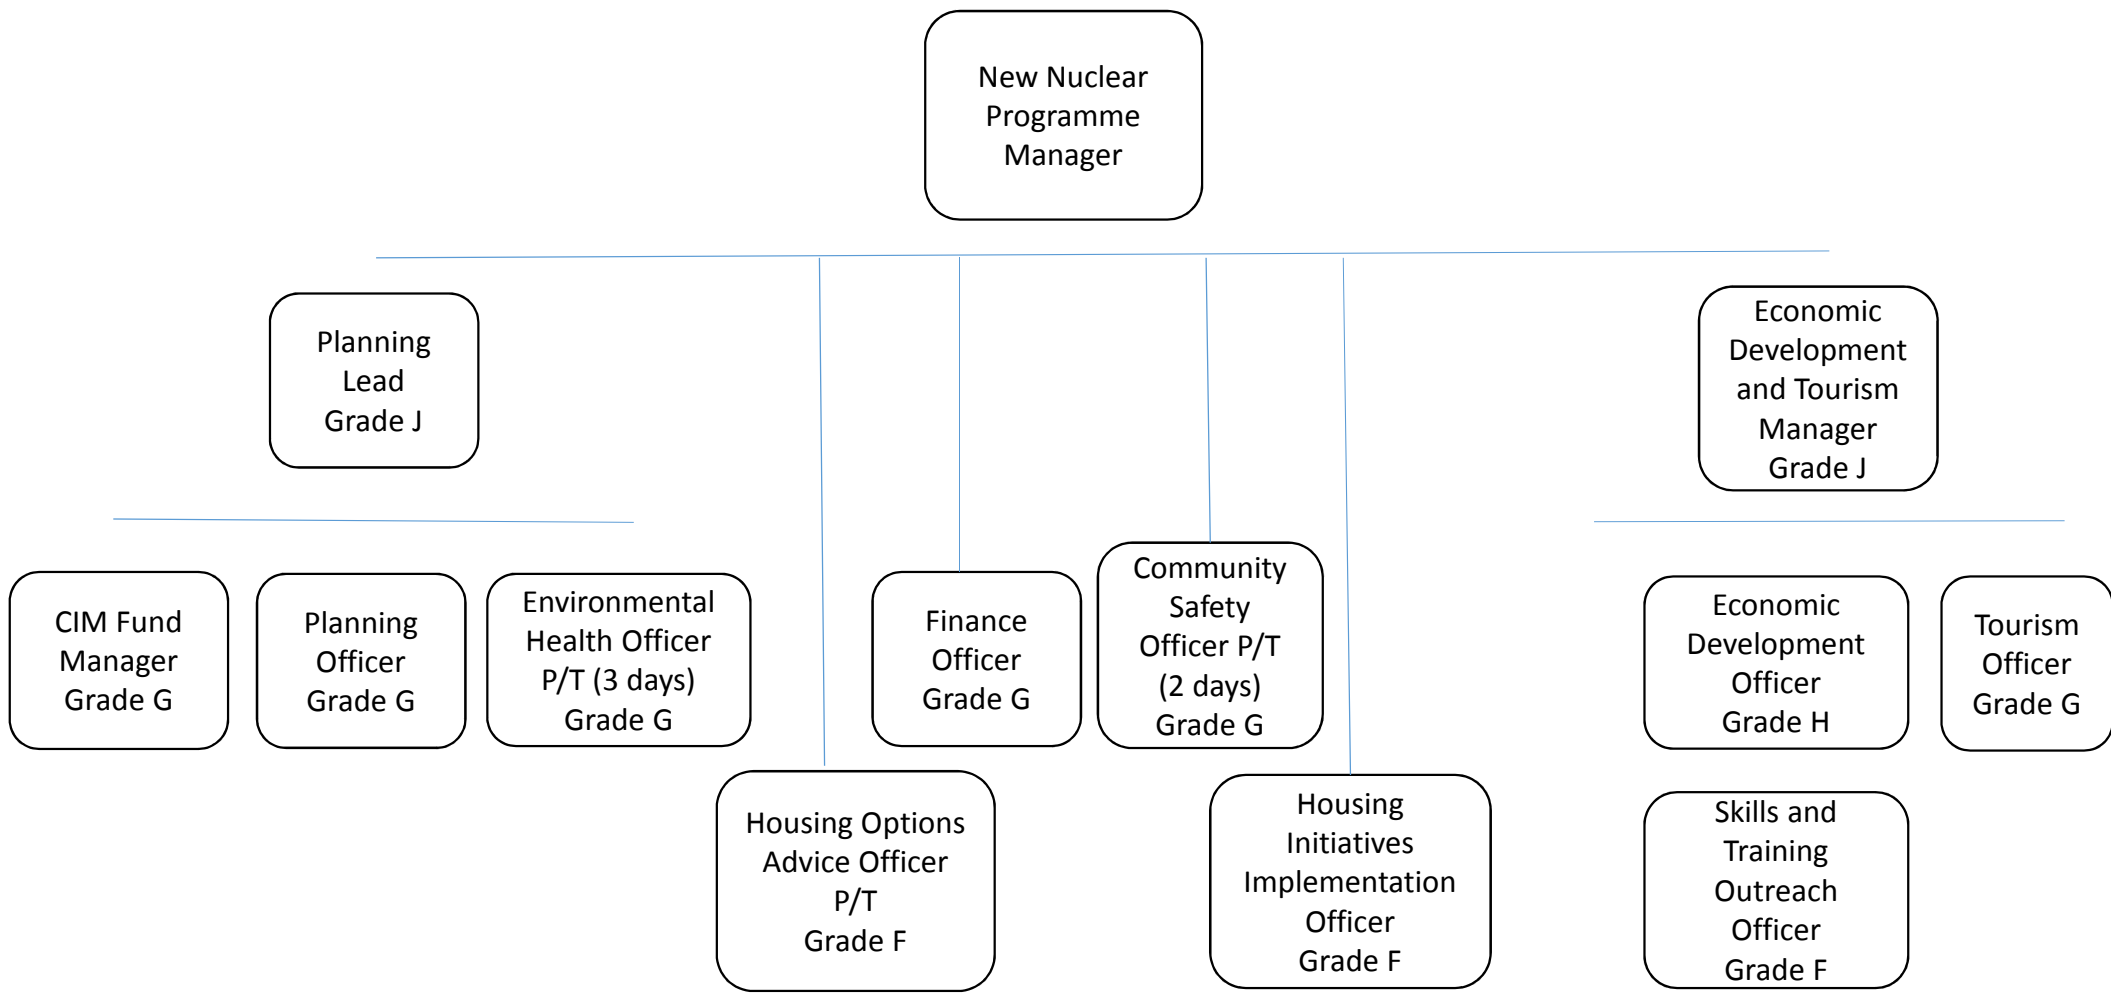 New Nuclear
Programme
Manager
Planning
Lead
Grade J
Economic
Development
and Tourism
Manager
Grade J
CIM Fund
Manager
Grade G
Planning
Officer
Grade G
Environmental
Health Officer
P/T (3 days)
Grade G
Finance
Officer
Grade G
Community
Safety
Officer P/T
(2 days)
Grade G
Economic
Development
Officer
Grade H
Tourism
Officer
Grade G
Housing Options
Advice Officer
P/T
Grade F
Housing
Initiatives
Implementation
Officer
Grade F
Skills and
Training
Outreach
Officer
Grade F